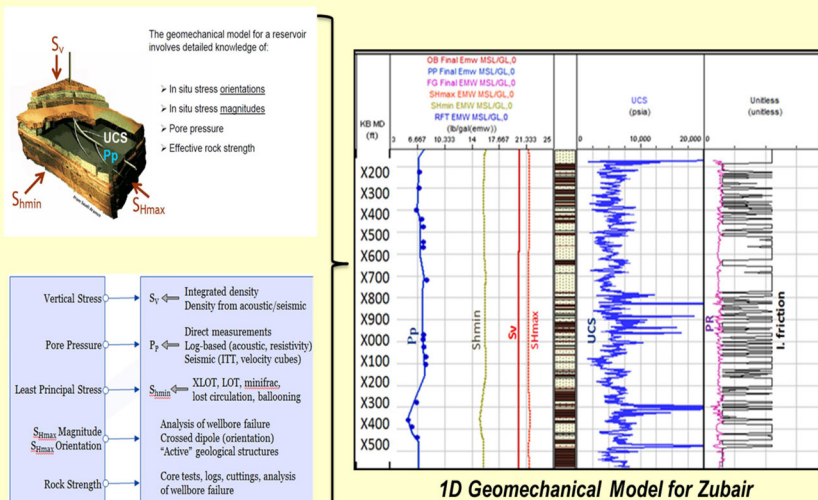 The geomechanical model for a reservoir
involves detailed knowledge of:
In situ stress orientations
In situ stress magnitudes
Pore pressure
Effective rock strength
Sv
UCS
Pp
Shmin
SHmax
Vertical Stress
Sv
Integrated density
Density from acoustic/seismic
Pore Pressure
Pp
Direct measurements
Log-based (acoustic, resistivity)
Seismic (ITT, velocity cubes)
Least Principal Stress
Shmin
XLOT, LOT, minifrac,
lost circulation, ballooning
SHmax Magnitude
SHmax Orientation
Analysis of wellbore failure
Crossed dipole (orientation)
"Active" geological structures
Rock Strength
Core tests, logs, cuttings, analysis
of wellbore failure
OB Final Emw MSL/GL,0
PP Final Emw MSL/GL,0
FG Final EMW MSL/GL,0
SHmax EMW MSL/GL,0
SHmin EMW MSL/GL,0
RFT EMW MSL/GL,0
(lb/gal(emw))
KB MD
(ft)
3 6.667 10.333 14 17.667 21.333 25
UCS
(psia)
0 10,000 20,000
Unitless
(unitless)
0
X200
X300
X400
X500
X600
X700
X800
X900
X000
X100
X200
X300
X400
X500
Pp
Shmin
Sv
SHmax
UCS
PR
I. friction
1D Geomechanical Model for Zubair